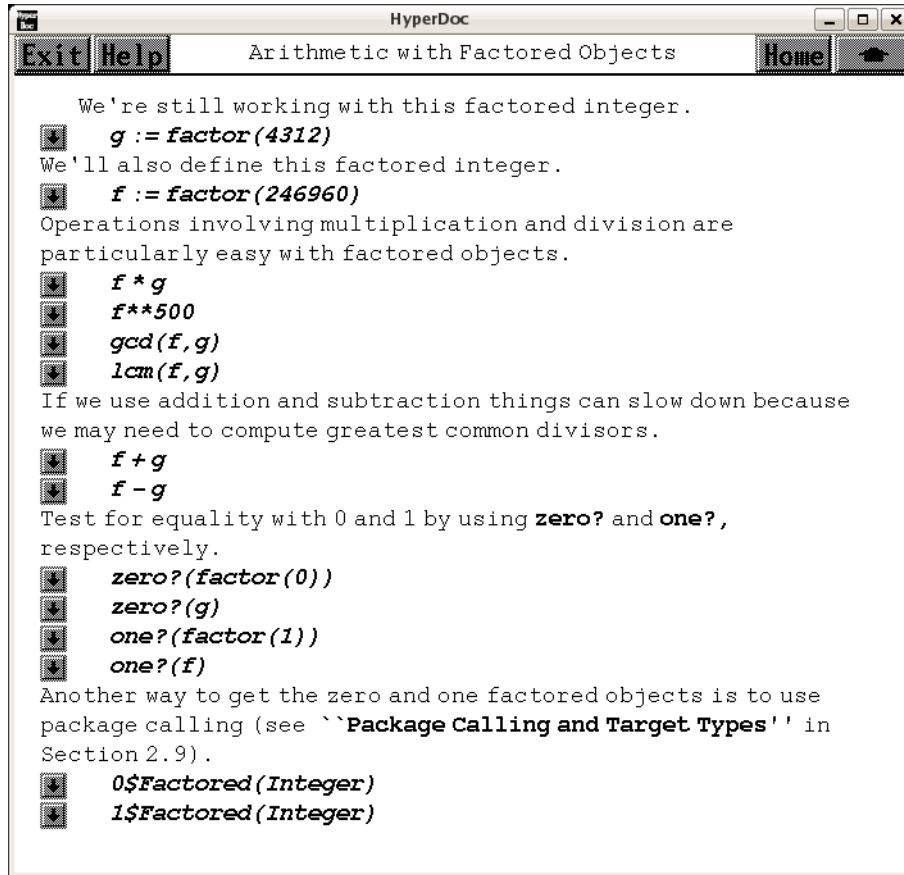 Hyper Doc
HyperDoc
Exit Help Arithmetic with Factored Objects Home
We're still working with this factored integer.
g := factor(4312)
We'll also define this factored integer.
f := factor(246960)
Operations involving multiplication and division are
particularly easy with factored objects.
f * g
f**500
gcd(f,g)
lcm(f,g)
If we use addition and subtraction things can slow down because
we may need to compute greatest common divisors.
f + g
f - g
Test for equality with 0 and 1 by using zero? and one?,
respectively.
zero?(factor(0))
zero?(g)
one?(factor(1))
one?(f)
Another way to get the zero and one factored objects is to use
package calling (see ``Package Calling and Target Types'' in
Section 2.9).
0$Factored(Integer)
1$Factored(Integer)